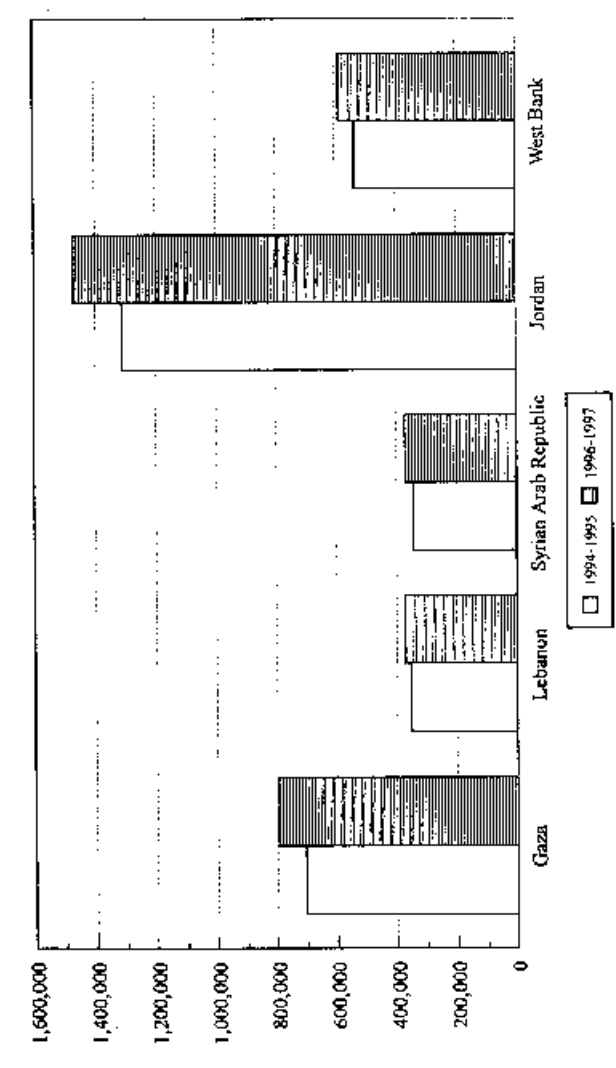 1,600,000
1,400,000
1,200,000
1,000,000
800,000
600,000
400,000
200,000
0
Gaza
Lebanon
Syrian Arab Republic
Jordan
West Bank
1994-1995 1996-1997